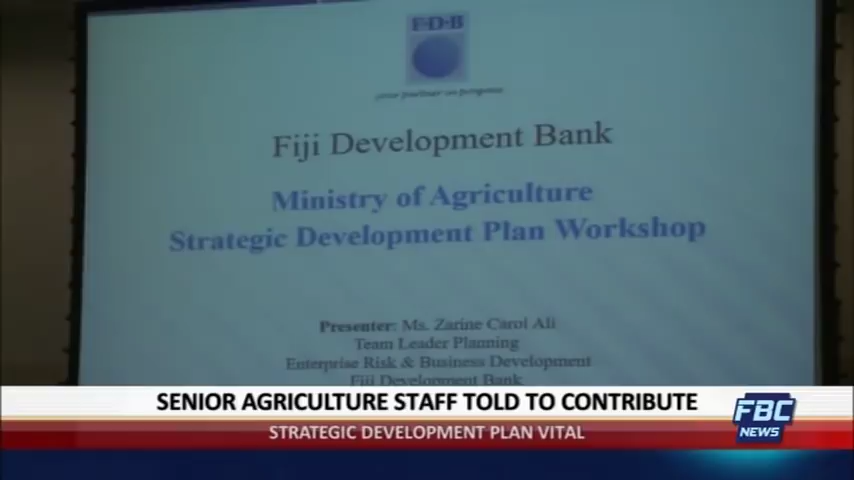 F·D·B
your partner in progress
Fiji Development Bank
Ministry of Agriculture
Strategic Development Plan Workshop
Presenter: Ms. Zarine Carol Ali
Team Leader Planning
Enterprise Risk & Business Development
Fiji Development Bank
SENIOR AGRICULTURE STAFF TOLD TO CONTRIBUTE
STRATEGIC DEVELOPMENT PLAN VITAL
FBC
NEWS